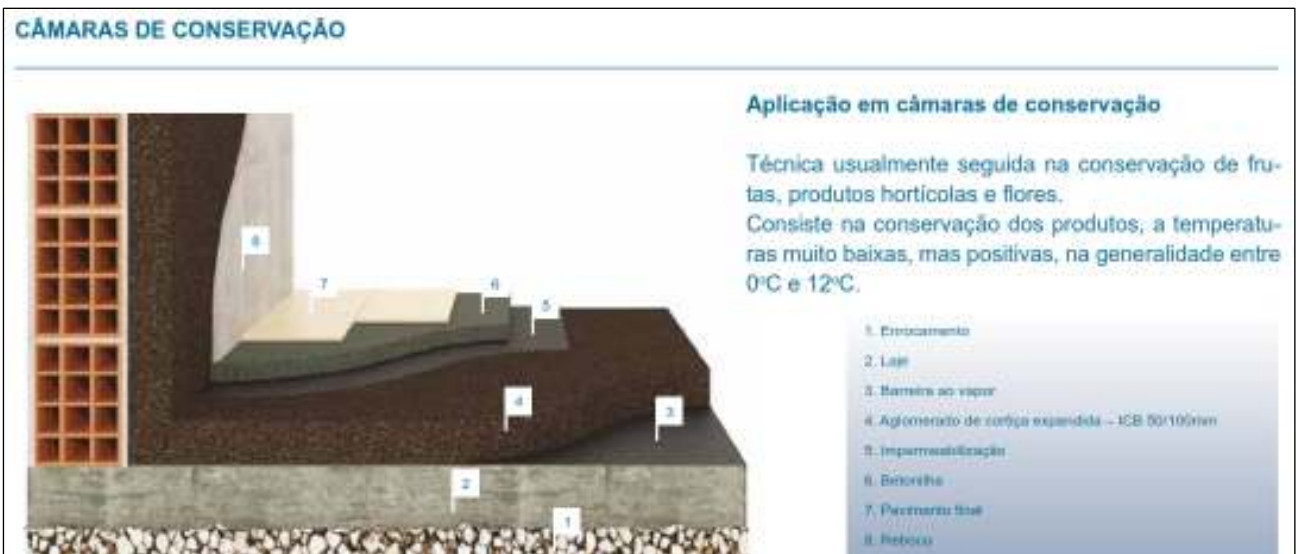 CÂMARAS DE CONSERVAÇÃO
Aplicação em câmaras de conservação
Técnica usualmente seguida na conservação de fru-
tas, produtos hortícolas e flores.
Consiste na conservação dos produtos, a temperatu-
ras muito baixas, mas positivas, na generalidade entre
0ºC e 12ºC.
8
7
6
5
4
3
2
1
1. Enrocamento
2. Laje
3. Barreira ao vapor
4. Aglomerado de cortiça expandida – ICB 50/100mm
5. Impermeabilização
6. Betonilha
7. Pavimento final
8. Reboco